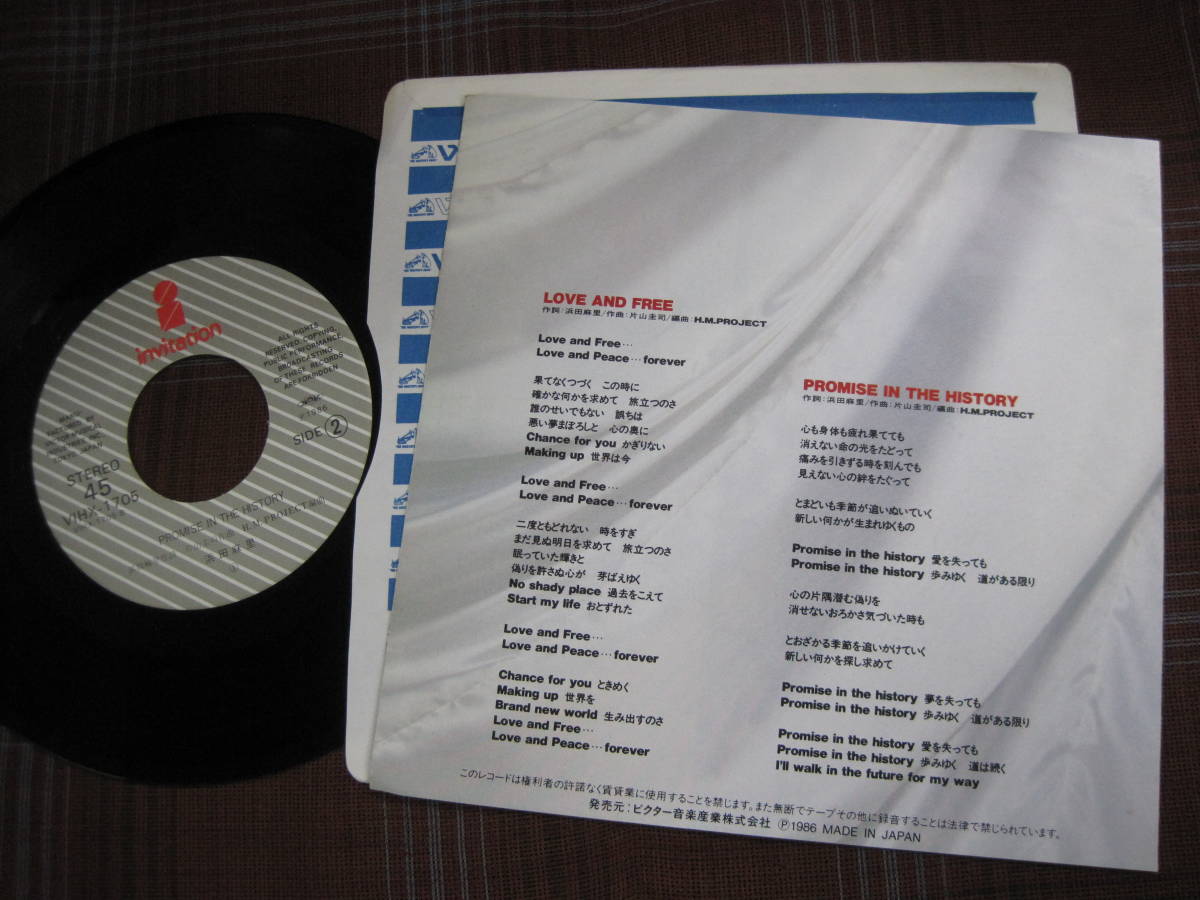 invitation
ALL RIGHTS
RESERVED. COPYING,
PUBLIC PERFORMANCE
BROADCASTING
OF THESE RECORDS
ARE FORBIDDEN
℗1986
SIDE ②
STEREO
45
VIHX-1705
PROMISE IN THE HISTORY
浜田麻里
LOVE AND FREE
作詞:浜田麻里/作曲:片山圭司/編曲:H.M.PROJECT
Love and Free…
Love and Peace…forever
果てなくつづく この時に
確かな何かを求めて 旅立つのさ
誰のせいでもない 誤ちは
悪い夢まぼろしと 心の奥に
Chance for you かぎりない
Making up 世界は今
Love and Free…
Love and Peace…forever
二度ともどれない 時をすぎ
まだ見ぬ明日を求めて 旅立つのさ
眠っていた輝きと
偽りを許さぬ心が 芽ばえゆく
No shady place 過去をこえて
Start my life おとずれた
Love and Free…
Love and Peace…forever
Chance for you ときめく
Making up 世界を
Brand new world 生み出すのさ
Love and Free…
Love and Peace…forever
PROMISE IN THE HISTORY
作詞:浜田麻里/作曲:片山圭司/編曲:H.M.PROJECT
心も身体も疲れ果てても
消えない命の光をたどって
痛みを引きずる時を刻んでも
見えない心の絆をたぐって
とまどいも季節が追いぬいていく
新しい何かが生まれゆくもの
Promise in the history 愛を失っても
Promise in the history 歩みゆく 道がある限り
心の片隅潜む偽りを
消せないおろかさ気づいた時も
とおざかる季節を追いかけていく
新しい何かを探し求めて
Promise in the history 夢を失っても
Promise in the history 歩みゆく 道がある限り
Promise in the history 愛を失っても
Promise in the history 歩みゆく 道は続く
I'll walk in the future for my way
このレコードは権利者の許諾なく賃貸業に使用することを禁じます。また無断でテープその他に録音することは法律で禁じられています。
発売元:ビクター音楽産業株式会社 ℗1986 MADE IN JAPAN